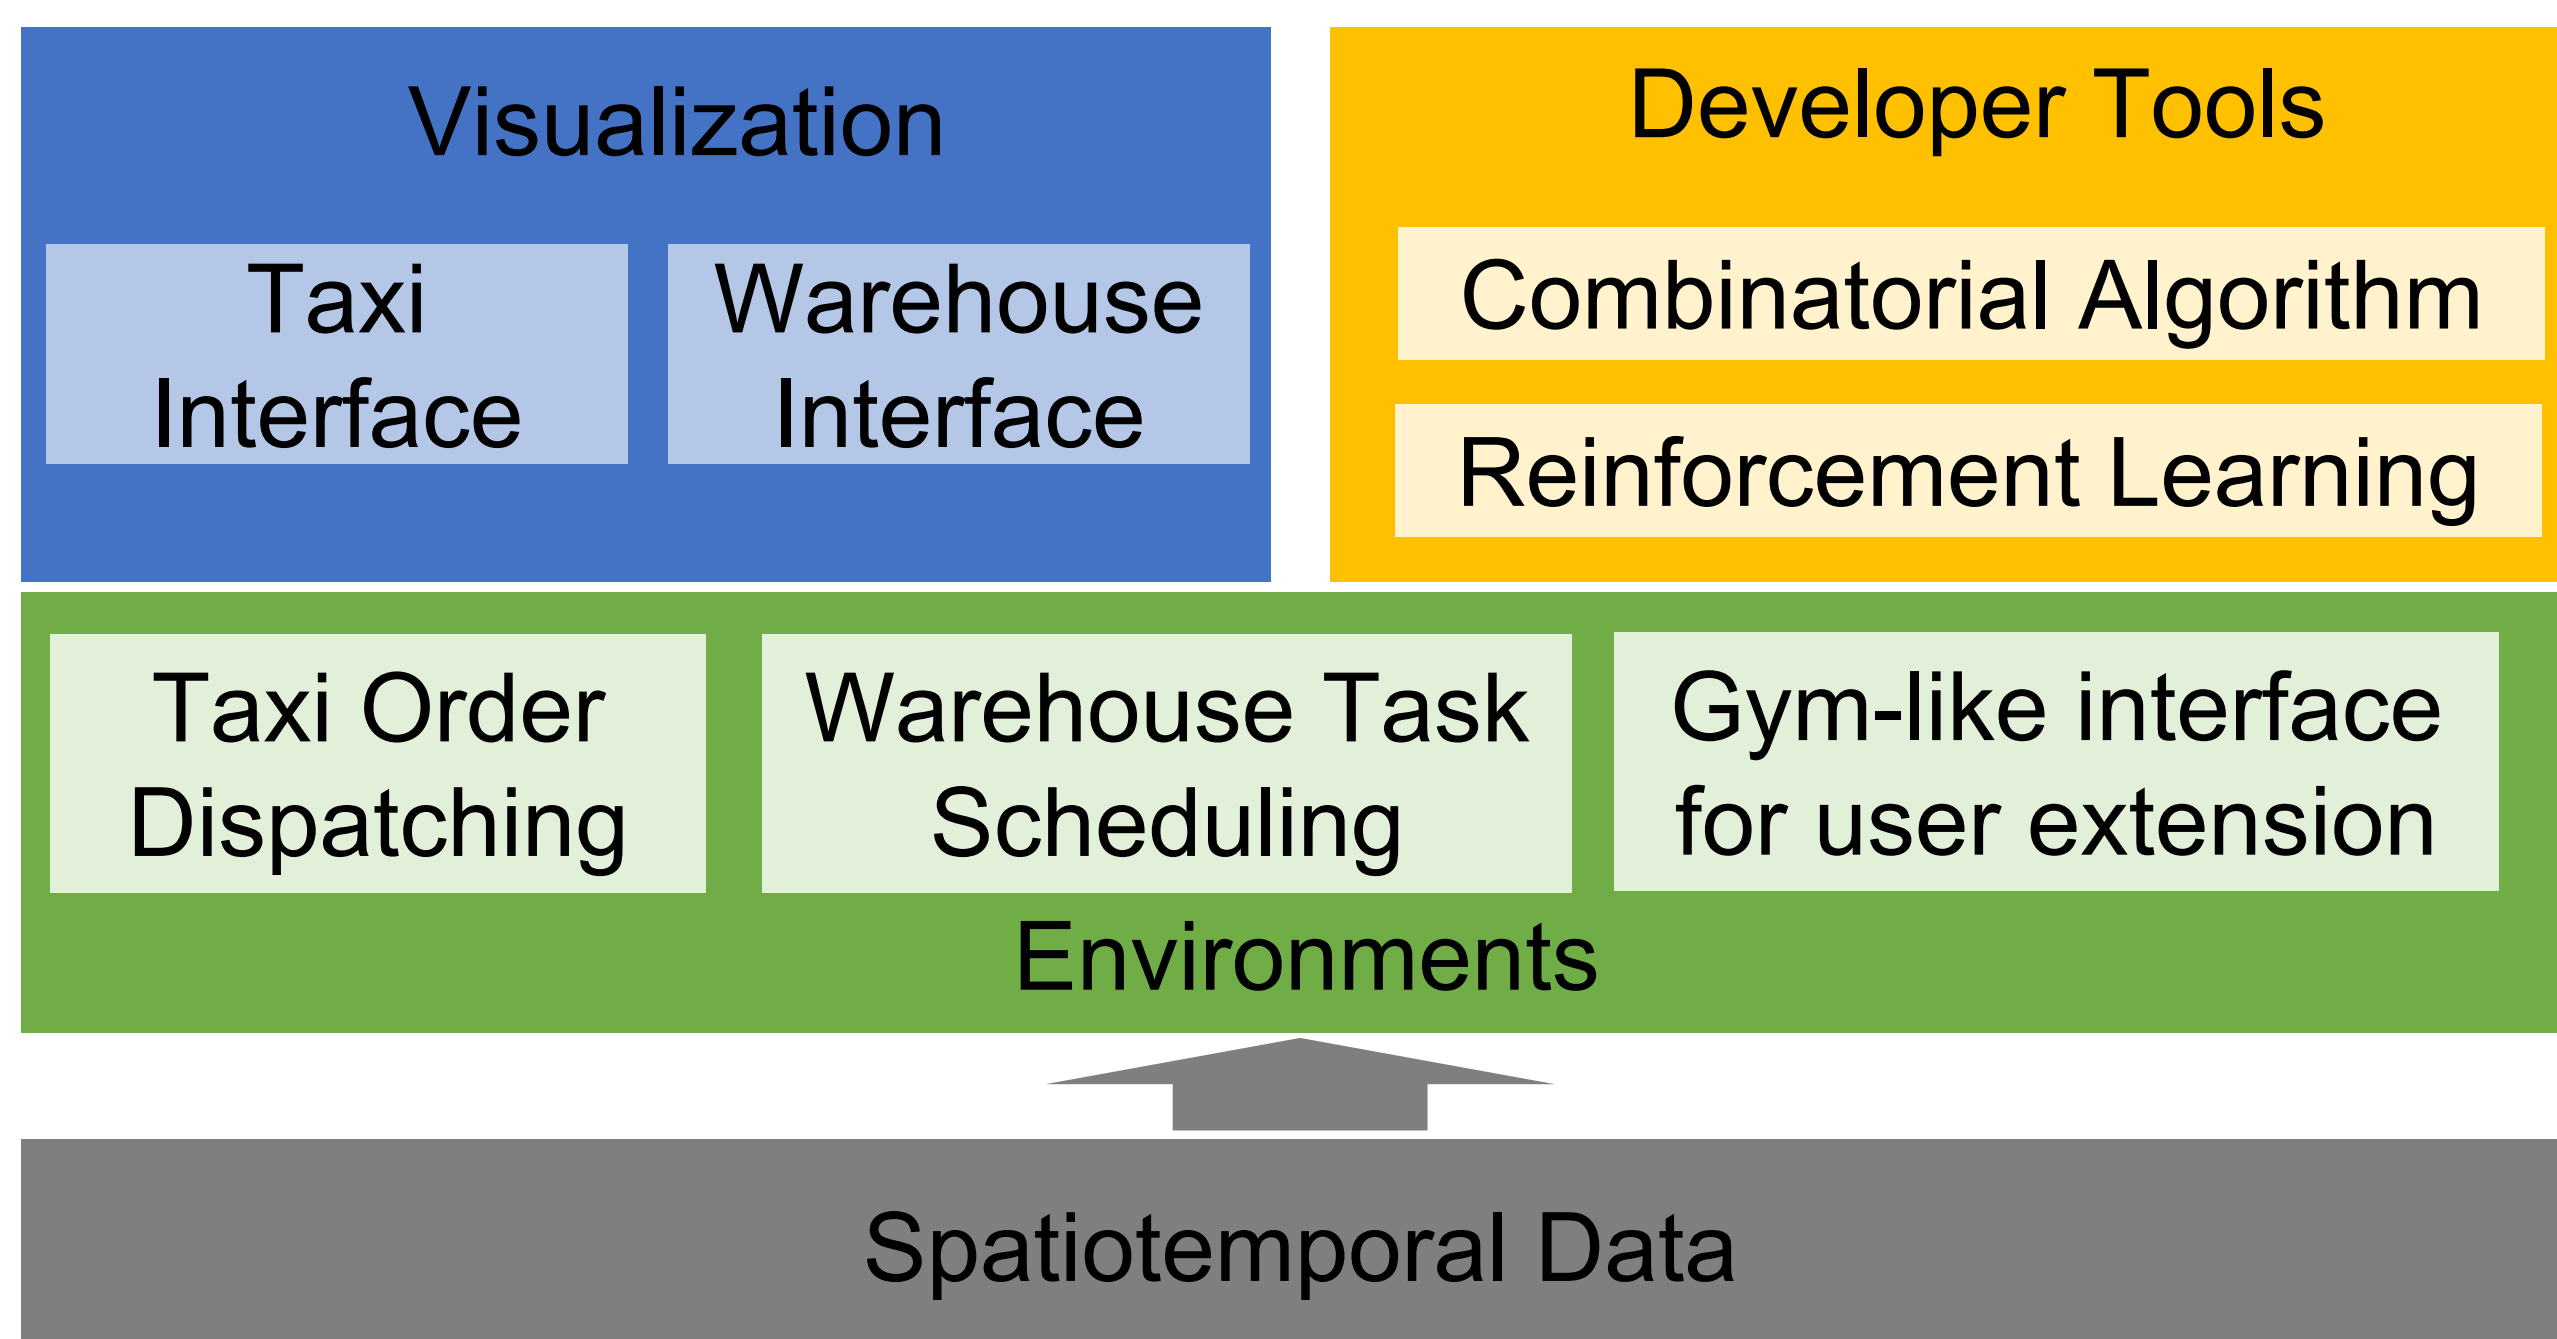 Visualization
Taxi
Interface
Warehouse
Interface
Developer Tools
Combinatorial Algorithm
Reinforcement Learning
Taxi Order
Dispatching
Warehouse Task
Scheduling
Gym-like interface
for user extension
Environments
Spatiotemporal Data